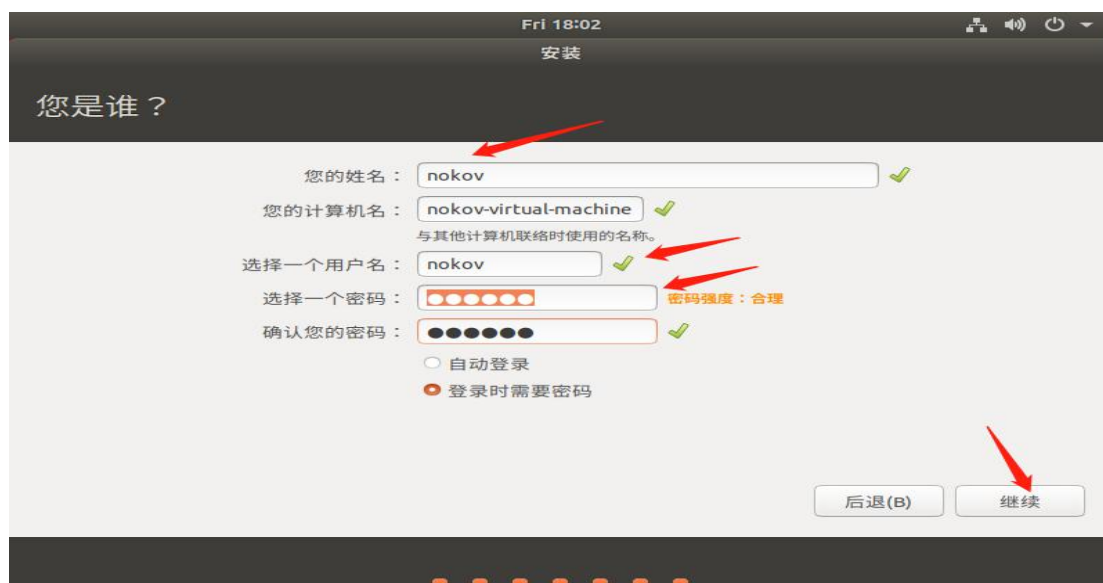 Fri 18:02
安装
您是谁？
您的姓名： nokov
您的计算机名： nokov-virtual-machine
与其他计算机联络时使用的名称。
选择一个用户名： nokov
选择一个密码： ●●●●●● 密码强度：合理
确认您的密码： ●●●●●●
自动登录
登录时需要密码
后退(B) 继续